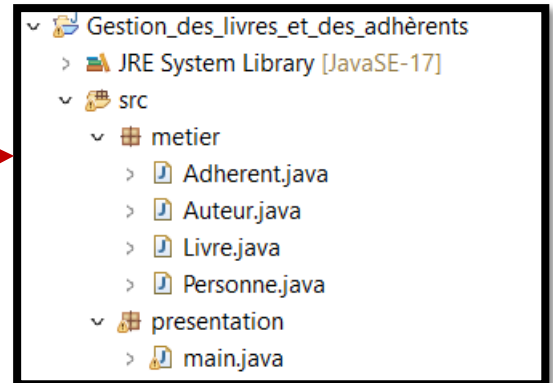 Gestion_des_livres_et_des_adhèrents
JRE System Library [JavaSE-17]
src
metier
Adherent.java
Auteur.java
Livre.java
Personne.java
presentation
main.java